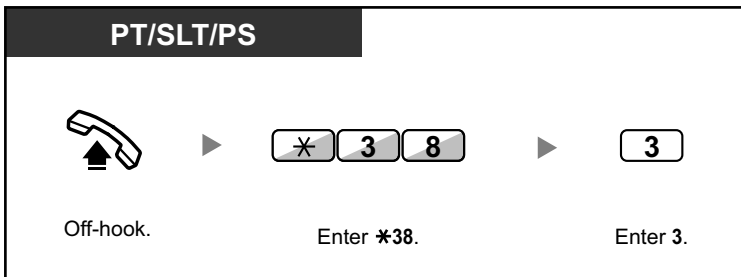 PT/SLT/PS
* 3 8
3
Off-hook.
Enter *38.
Enter 3.